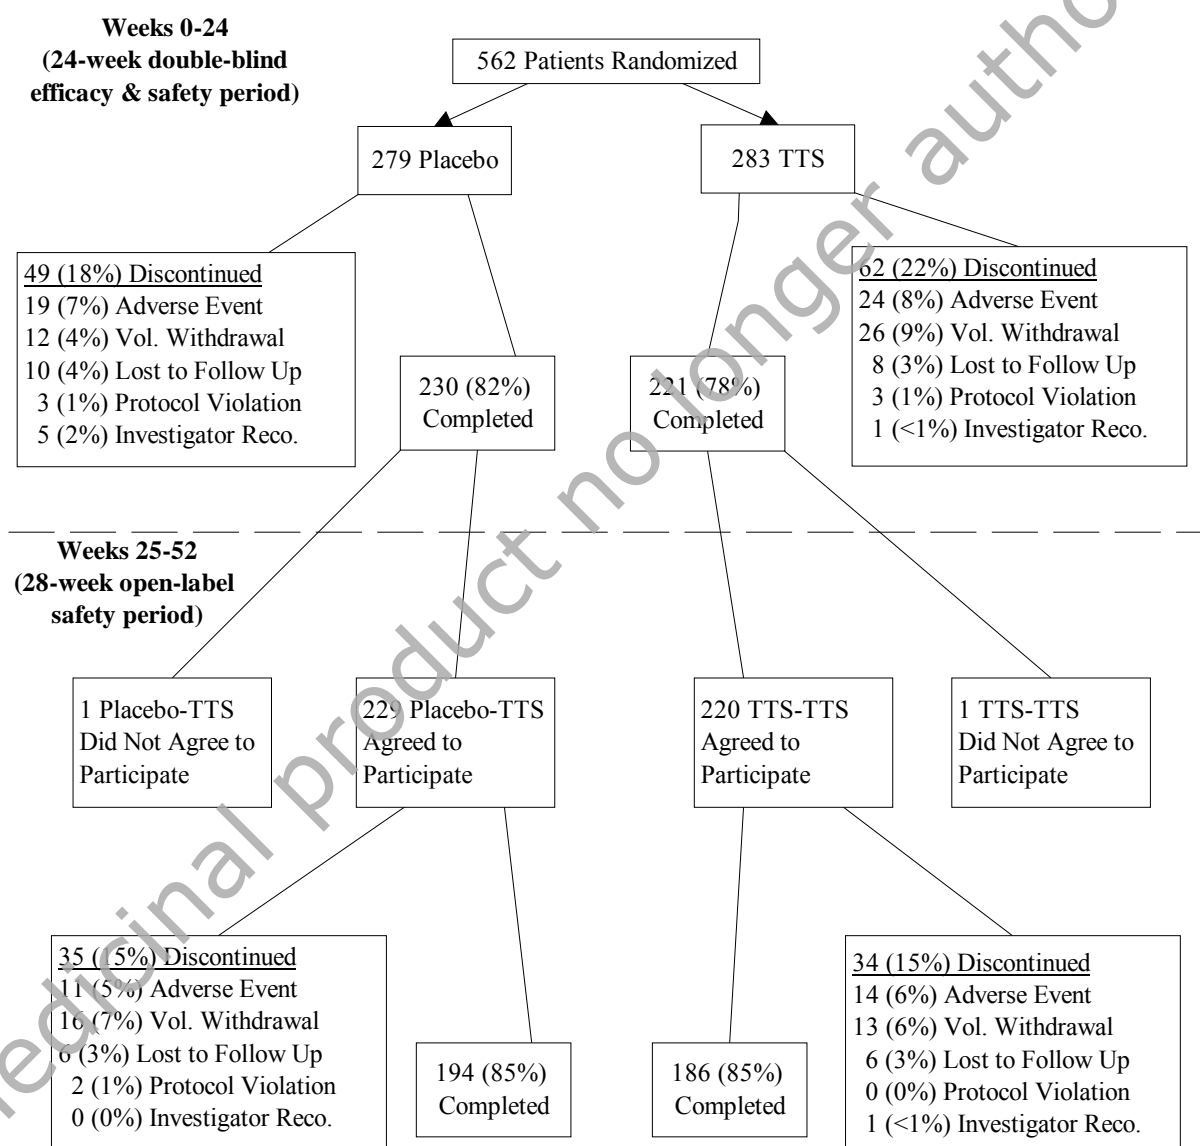 Weeks 0-24
(24-week double-blind
efficacy & safety period)
562 Patients Randomized
279 Placebo
283 TTS
49 (18%) Discontinued
19 (7%) Adverse Event
12 (4%) Vol. Withdrawal
10 (4%) Lost to Follow Up
3 (1%) Protocol Violation
5 (2%) Investigator Reco.
230 (82%)
Completed
221 (78%)
Completed
62 (22%) Discontinued
24 (8%) Adverse Event
26 (9%) Vol. Withdrawal
8 (3%) Lost to Follow Up
3 (1%) Protocol Violation
1 (<1%) Investigator Reco.
Weeks 25-52
(28-week open-label
safety period)
1 Placebo-TTS
Did Not Agree to
Participate
229 Placebo-TTS
Agreed to
Participate
220 TTS-TTS
Agreed to
Participate
1 TTS-TTS
Did Not Agree to
Participate
35 (15%) Discontinued
11 (5%) Adverse Event
16 (7%) Vol. Withdrawal
6 (3%) Lost to Follow Up
2 (1%) Protocol Violation
0 (0%) Investigator Reco.
194 (85%)
Completed
186 (85%)
Completed
34 (15%) Discontinued
14 (6%) Adverse Event
13 (6%) Vol. Withdrawal
6 (3%) Lost to Follow Up
0 (0%) Protocol Violation
1 (<1%) Investigator Reco.
medicinal product no longer autho